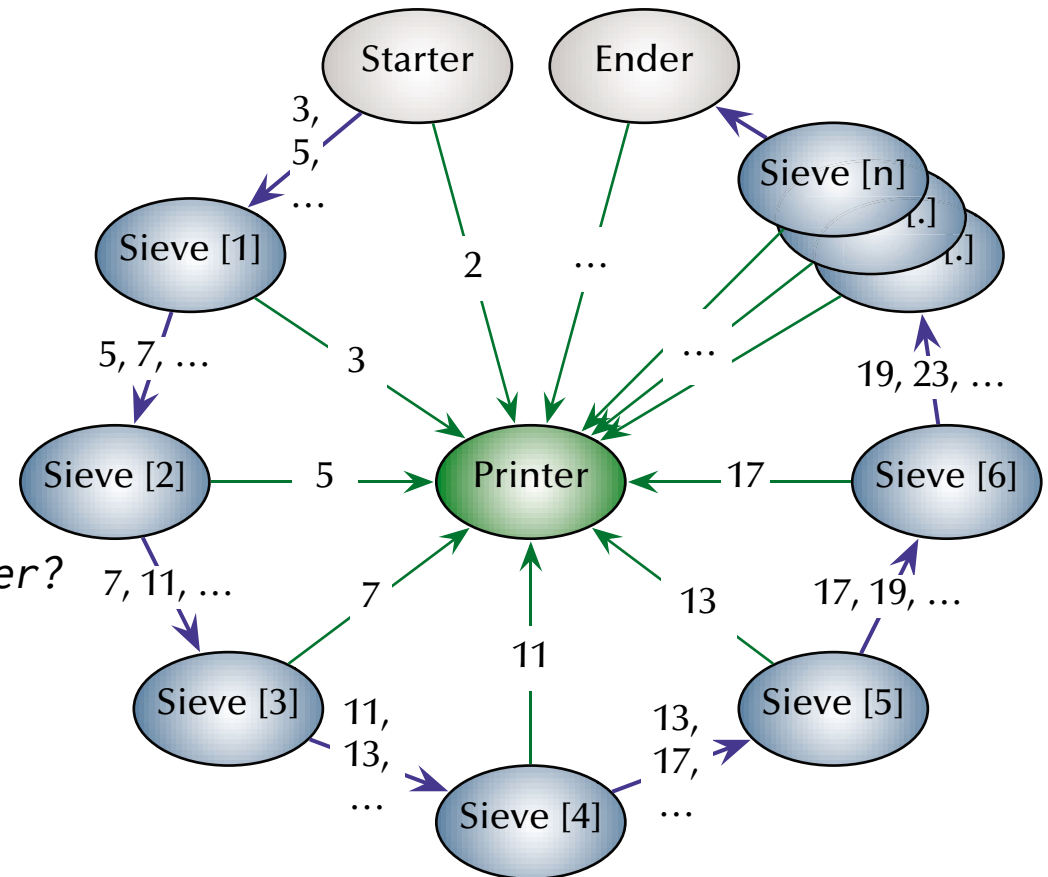 Starter
Ender
3,
5,
…
Sieve [n]
[.]
[.]
Sieve [1]
2
…
5, 7, …
3
…
19, 23, …
Sieve [2]
5
Printer
17
Sieve [6]
er?
7, 11, …
7
13
17, 19, …
11
Sieve [3]
11,
13,
…
13,
17,
…
Sieve [5]
Sieve [4]